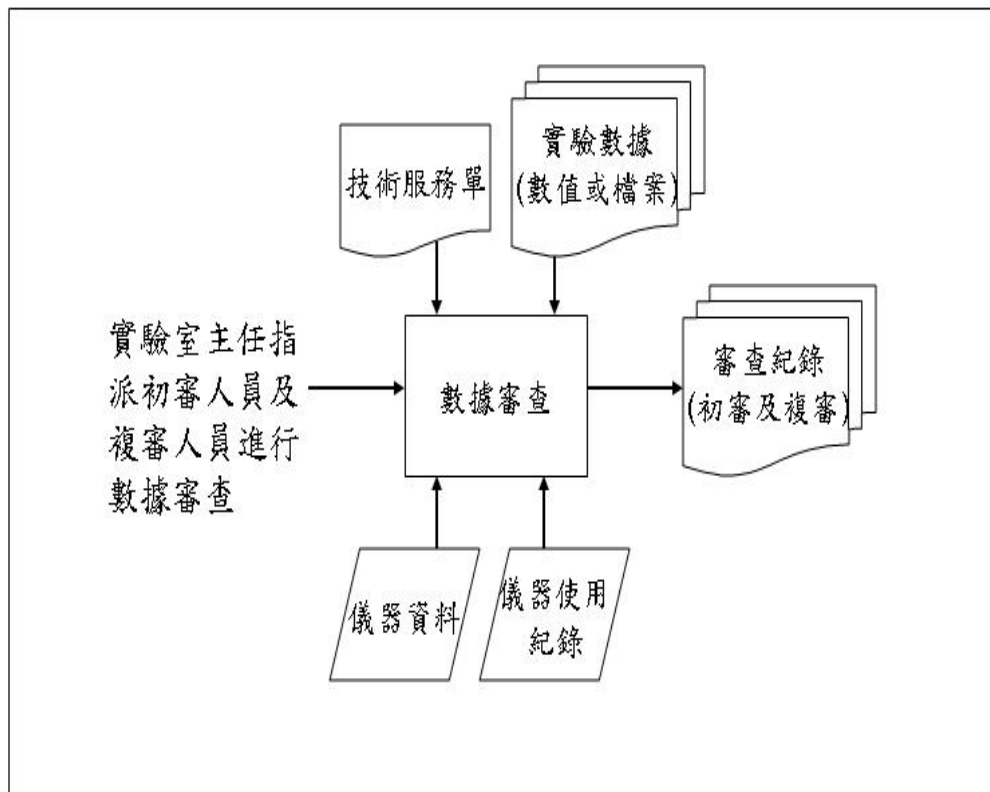 技術服務單
實驗數據
(數值或檔案)
實驗室主任指
派初審人員及
複審人員進行
數據審查
數據審查
審查紀錄
(初審及複審)
儀器資料
儀器使用
紀錄